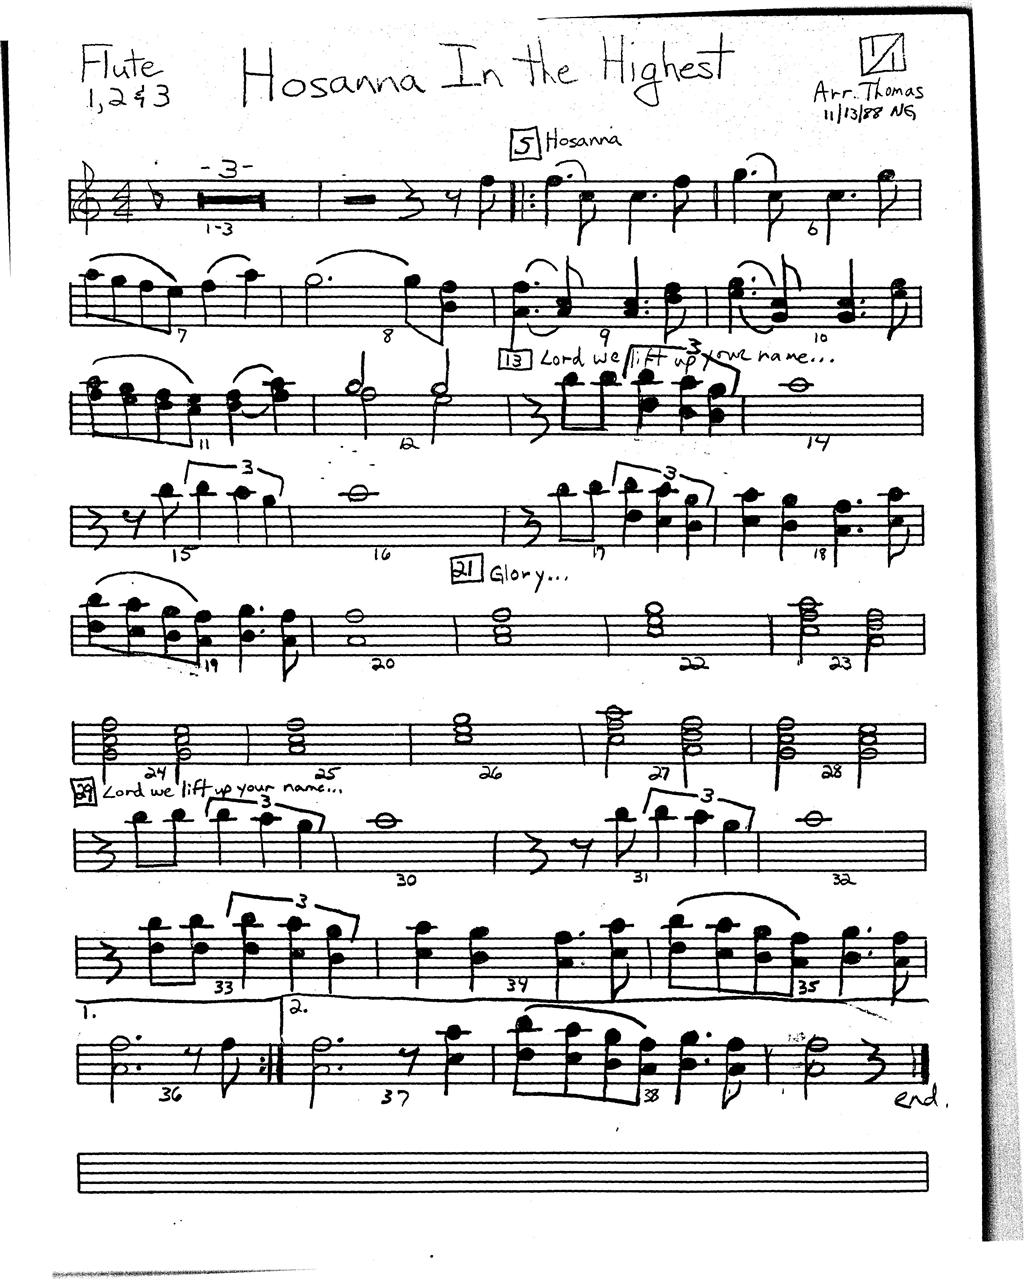 Flute
1, 2 & 3
Hosanna In the Highest
1/1
Arr. Thomas
11/13/88 NG
5 Hosanna
-3-
1-3
6
7 8 9 10
13 Lord we lift up your name...
3
11 12 14
3 3
15 16 17 18
21 Glory...
19 20 22 23
24 25 26 27 28
29 Lord we lift up your name...
3 3
30 31 32
3
33 34 35
1. 2.
36 37 38
end.